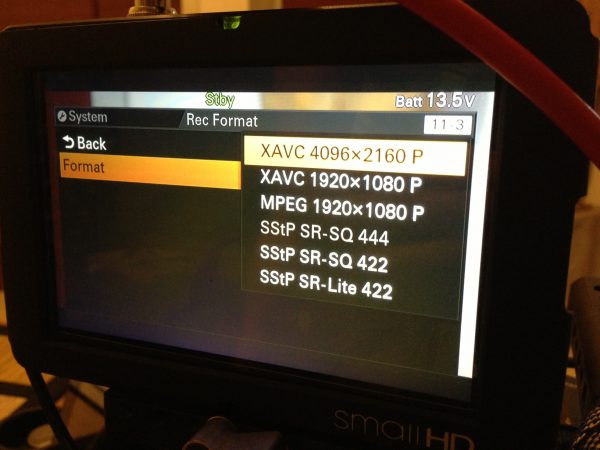 Stby
Batt 13.5V
System
Rec Format
11-3
Back
Format
XAVC 4096×2160 P
XAVC 1920×1080 P
MPEG 1920×1080 P
SStP SR-SQ 444
SStP SR-SQ 422
SStP SR-Lite 422
smallHD